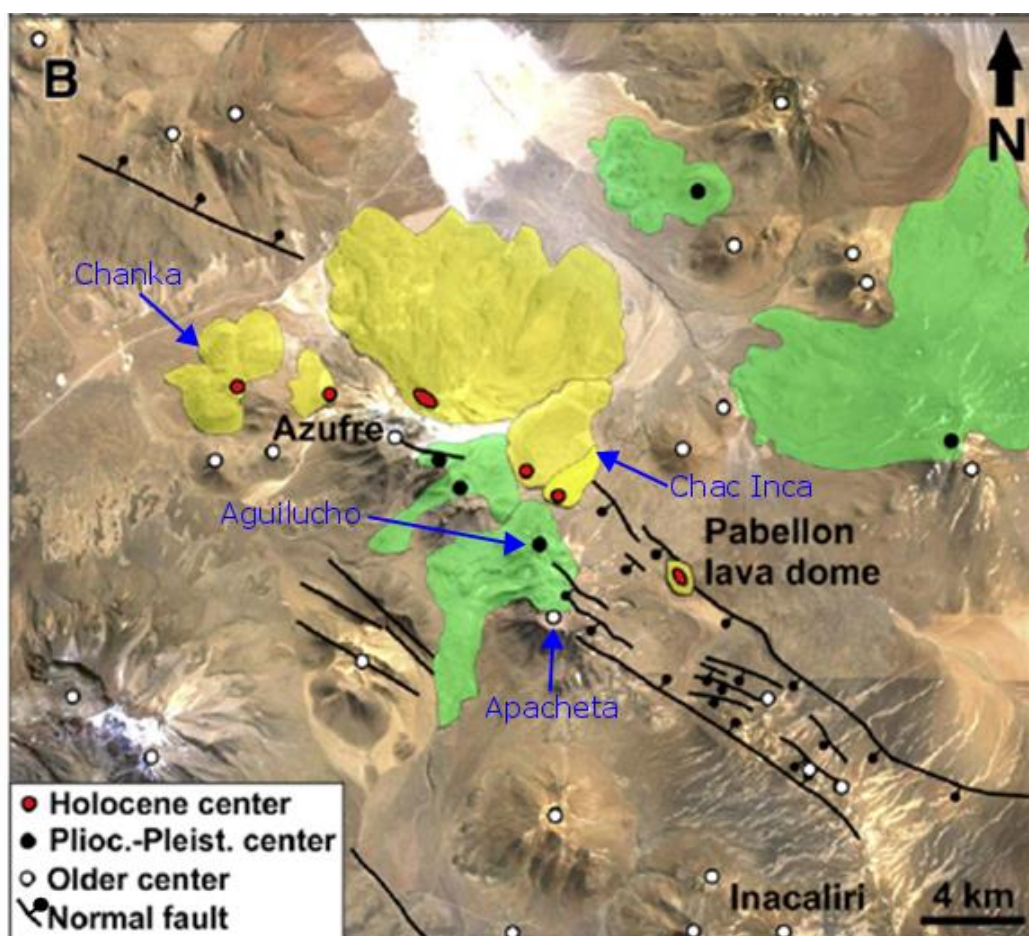 B
N
Chanka
Azufre
Chac Inca
Aguilucho
Pabellon
lava dome
Apacheta
Holocene center
Plioc.-Pleist. center
Older center
Normal fault
Inacaliri
4 km